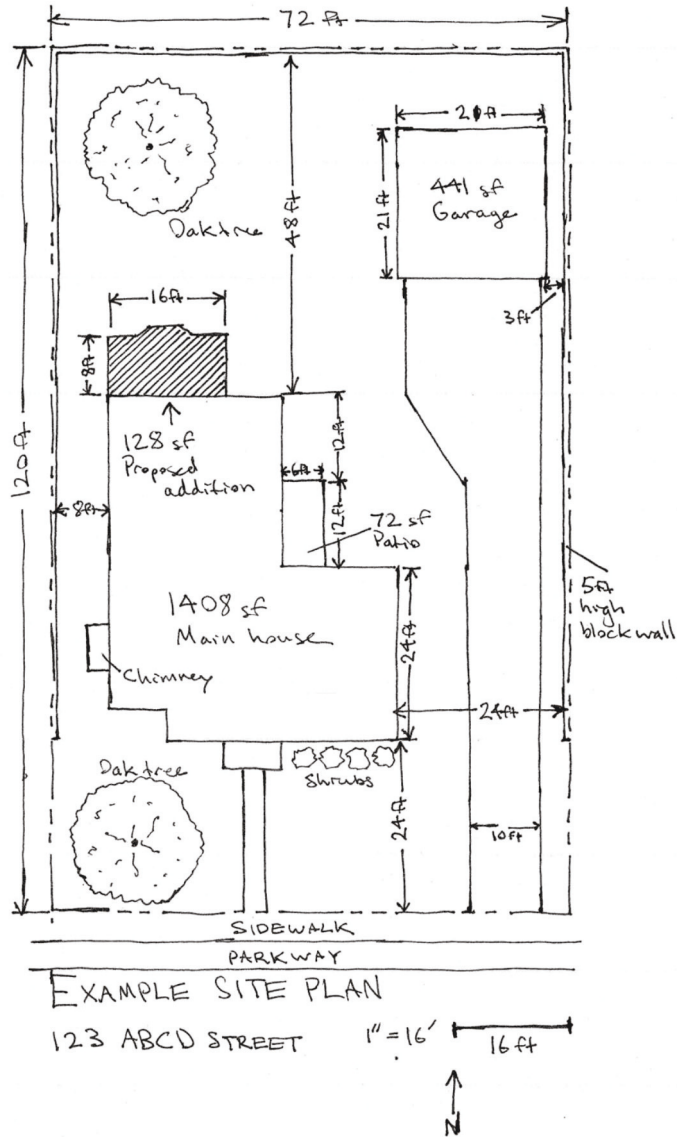 72 ft
21 ft
441 sf
Garage
21 ft
48 ft
Oak tree
3 ft
16 ft
8 ft
128 sf
Proposed
addition
12 ft
6 ft
12 ft
72 sf
Patio
120 ft
8 ft
1408 sf
Main house
5 ft
high
block wall
Chimney
24 ft
24 ft
Oak tree
Shrubs
24 ft
10 ft
SIDEWALK
PARKWAY
EXAMPLE SITE PLAN
123 ABCD STREET
1" = 16'
16 ft
N